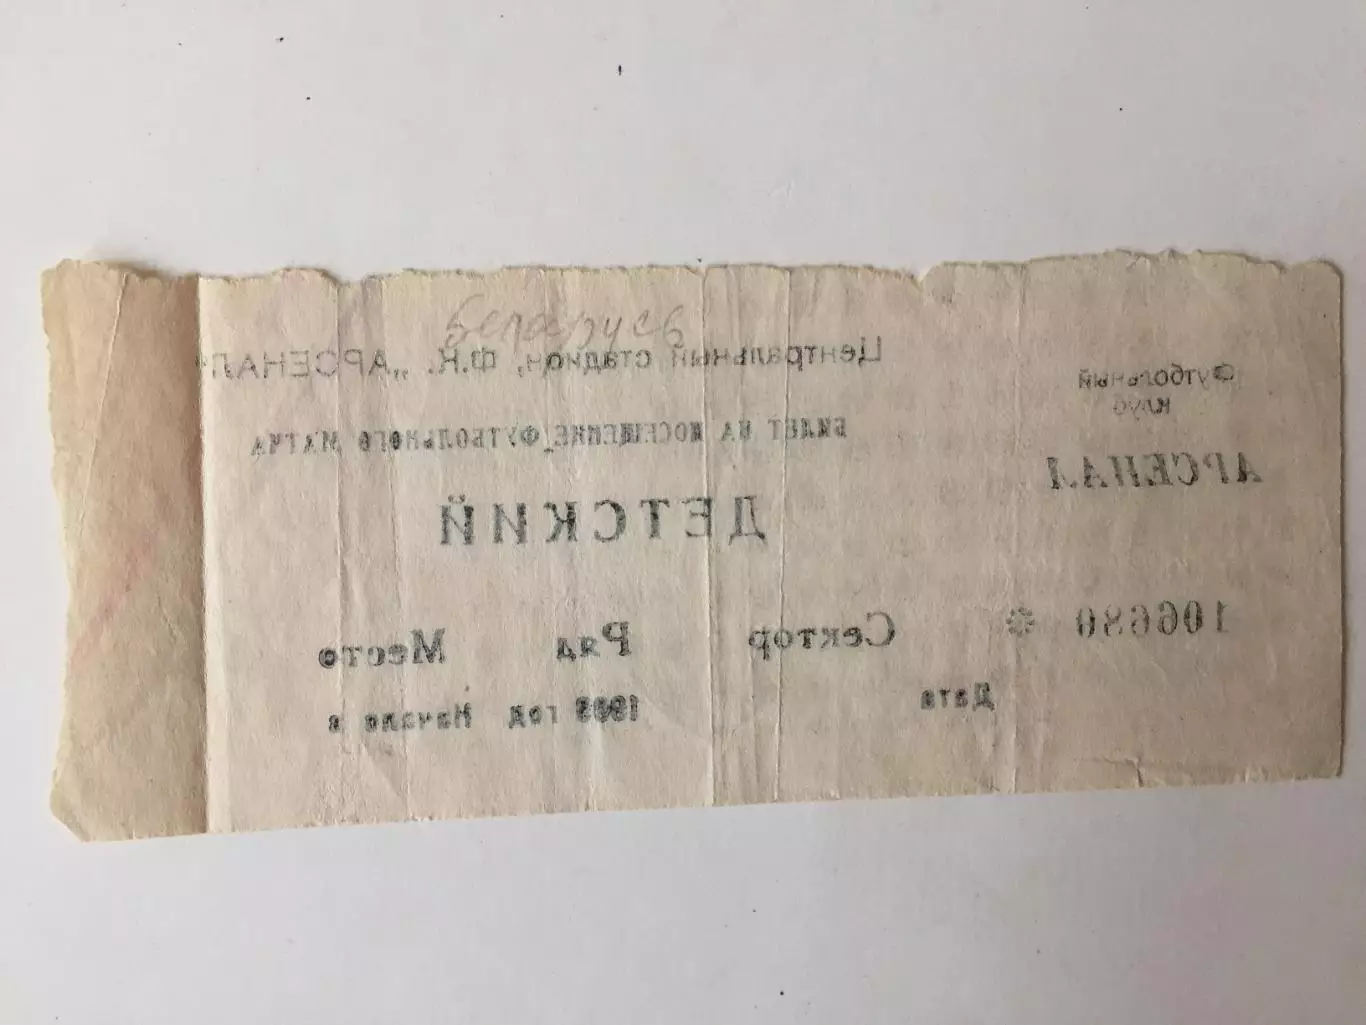 Беларусь
Центральный стадион, Ф.К. „АРСЕНАЛ"
БИЛЕТ НА ПОСЕЩЕНИЕ ФУТБОЛЬНОГО МАТЧА
ДЕТСКИЙ
Сектор Ряд Место
Дата год Начало в
Футбольный
клуб
АРСЕНАЛ
106680 *